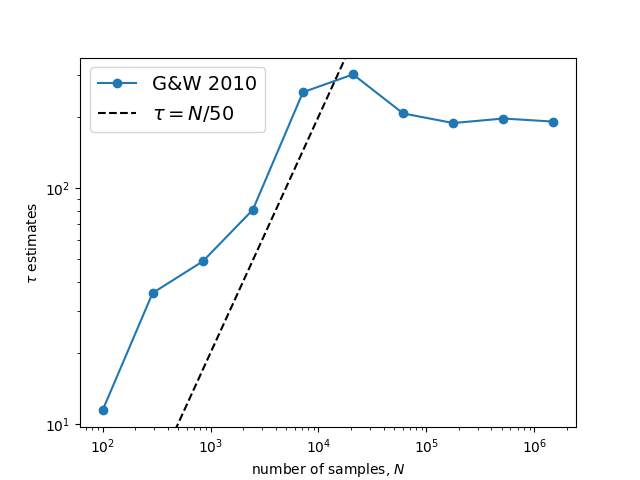 G&W 2010
τ = N/50
10²
10¹
τ estimates
10² 10³ 10⁴ 10⁵ 10⁶
number of samples, N